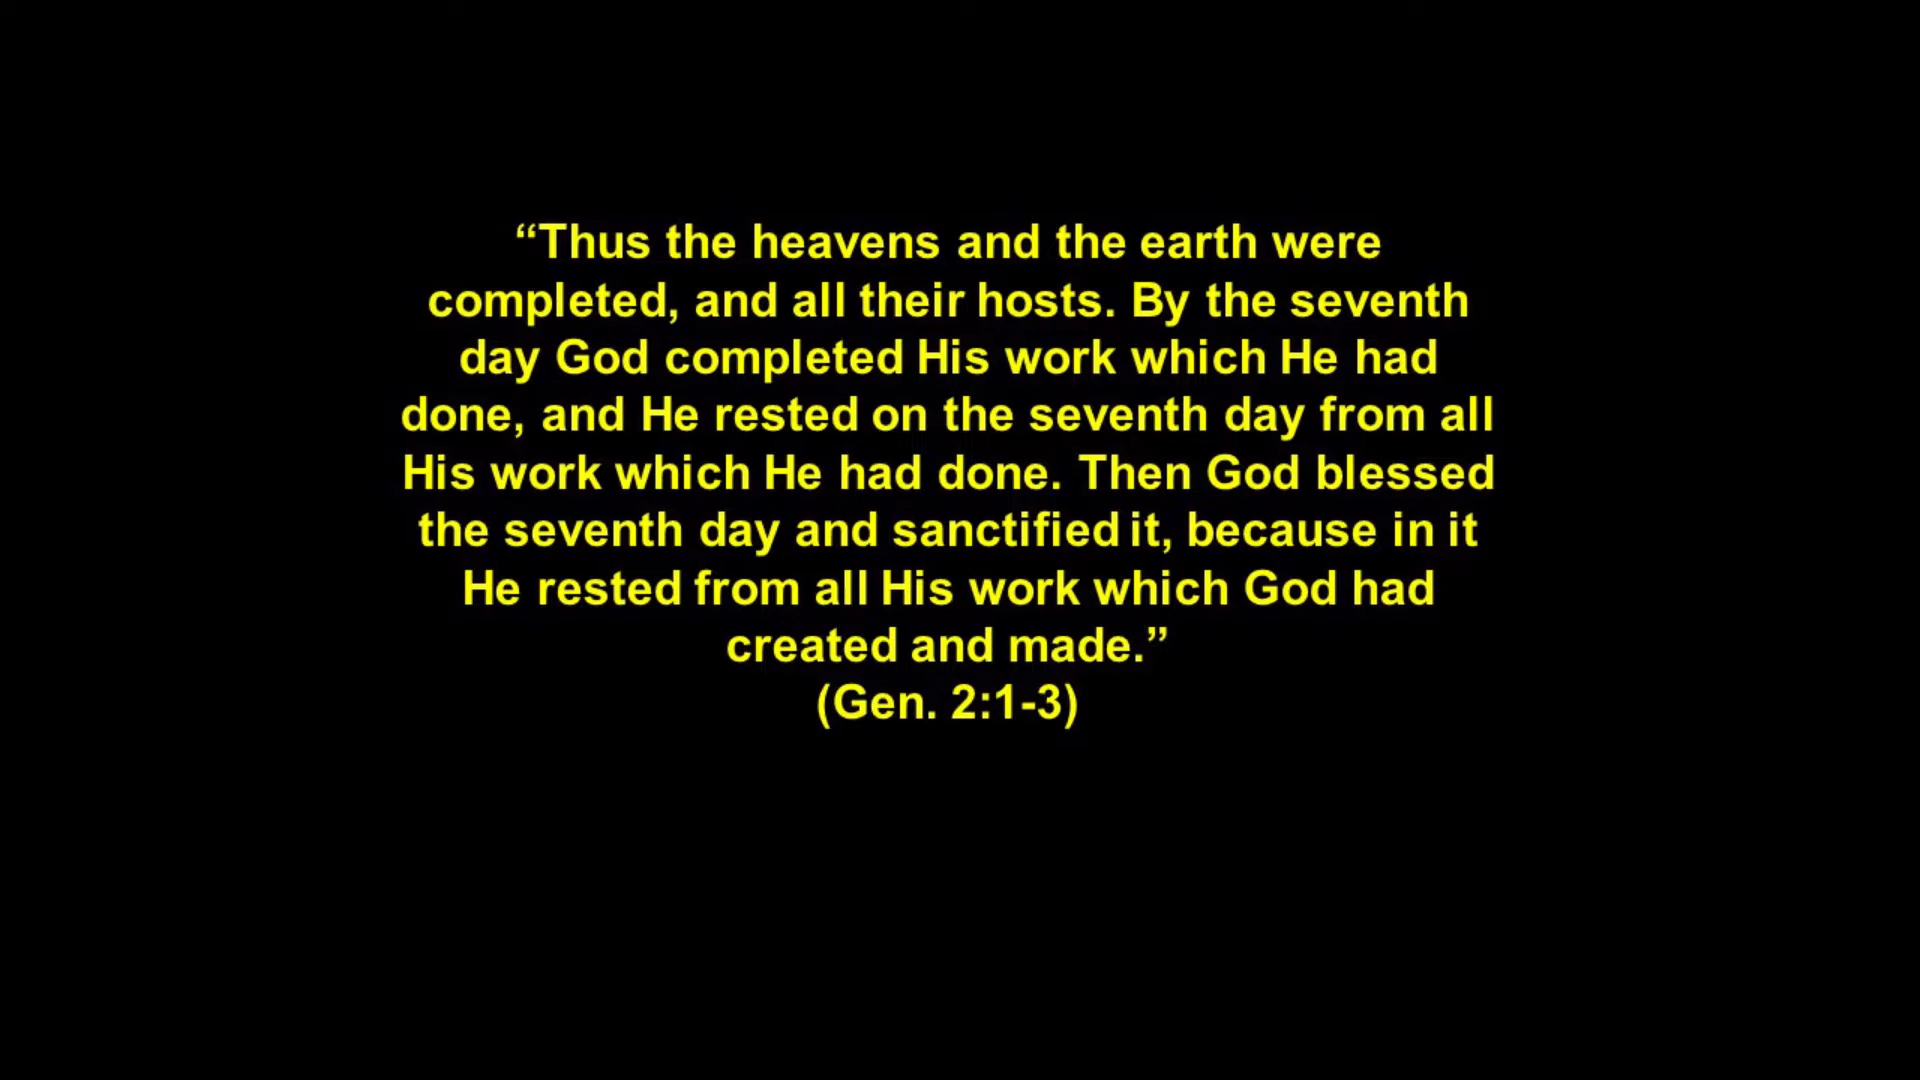 “Thus the heavens and the earth were
completed, and all their hosts. By the seventh
day God completed His work which He had
done, and He rested on the seventh day from all
His work which He had done. Then God blessed
the seventh day and sanctified it, because in it
He rested from all His work which God had
created and made.”
(Gen. 2:1-3)